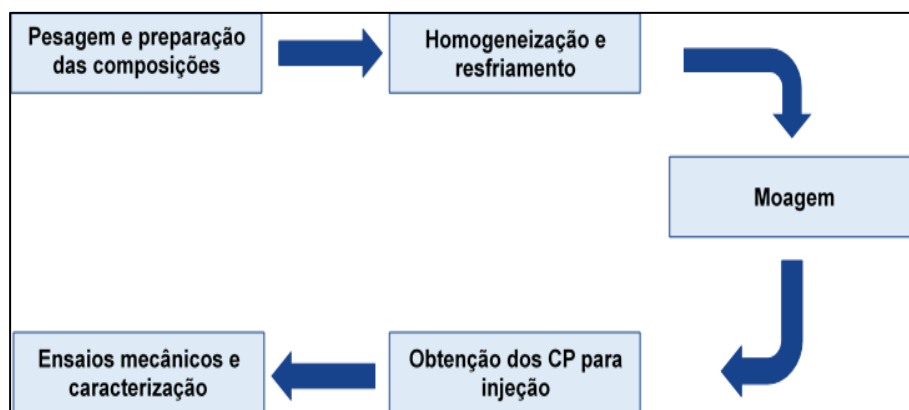 Pesagem e preparação
das composições
Homogeneização e
resfriamento
Moagem
Obtenção dos CP para
injeção
Ensaios mecânicos e
caracterização